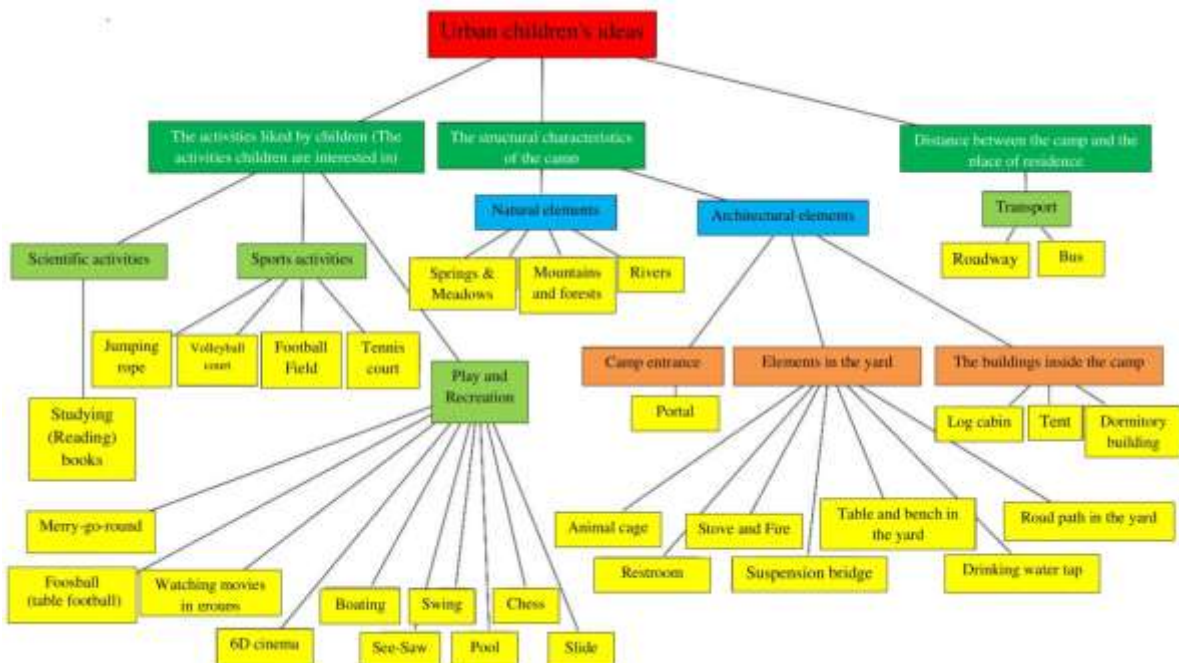 Urban children's ideas
The activities liked by children (The
activities children are interested in)
The structural characteristics
of the camp
Distance between the camp and the
place of residence
Natural elements
Architectural elements
Transport
Scientific activities
Sports activities
Springs &
Meadows
Mountains
and forests
Rivers
Roadway
Bus
Jumping
rope
Volleyball
court
Football
Field
Tennis
court
Play and
Recreation
Camp entrance
Elements in the yard
The buildings inside the camp
Studying
(Reading)
books
Portal
Log cabin
Tent
Dormitory
building
Merry-go-round
Animal cage
Stove and Fire
Table and bench in
the yard
Road path in the yard
Foosball
(table football)
Watching movies
in groups
Restroom
Suspension bridge
Drinking water tap
Boating
Swing
Chess
6D cinema
See-Saw
Pool
Slide